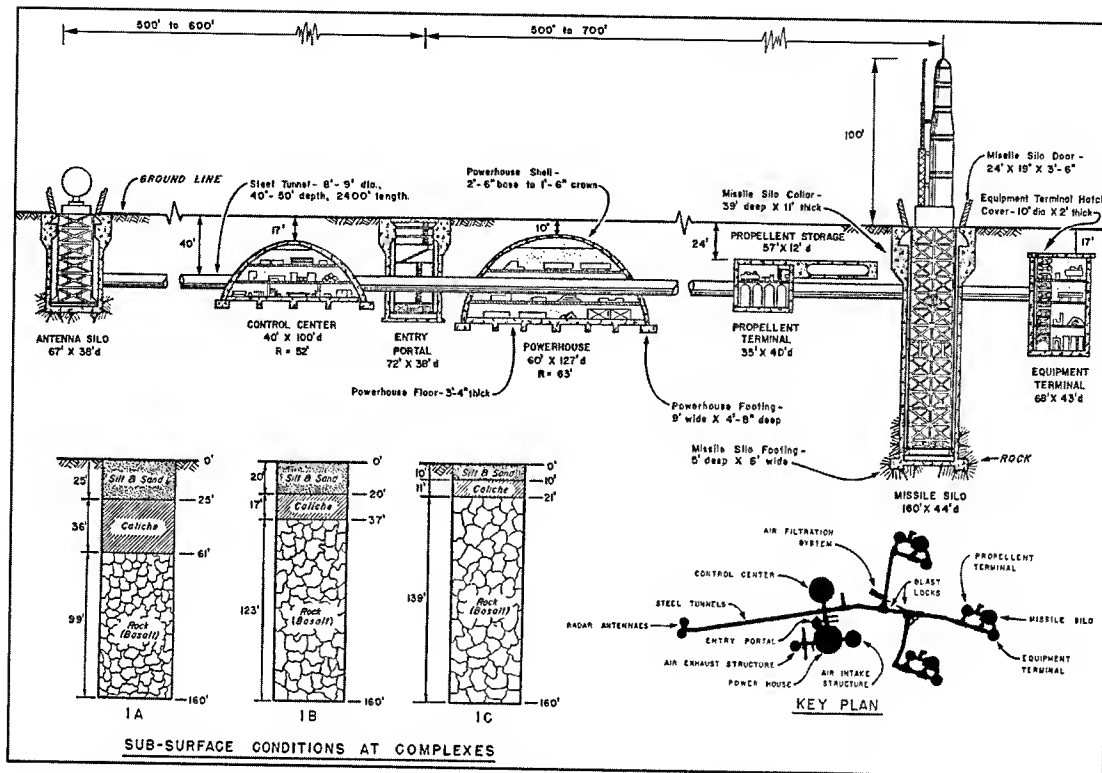 500' to 600'
500' to 700'
100'
GROUND LINE
Steel Tunnel - 8'- 9' dia.,
40'- 50' depth, 2400' length.
Powerhouse Shell -
2'- 6" base to 1'- 6" crown
Missile Silo Door -
24' X 19' X 3'-6"
Missile Silo Collar -
39' deep X 11' thick
Equipment Terminal Hatch
Cover - 10' dia X 2' thick
40'
17'
10'
24'
17'
PROPELLENT STORAGE
57' X 12' d
ANTENNA SILO
67' X 38' d
CONTROL CENTER
40' X 100' d
R = 52'
ENTRY
PORTAL
72' X 38' d
POWERHOUSE
60' X 127' d
R = 63'
PROPELLENT
TERMINAL
35' X 40' d
EQUIPMENT
TERMINAL
68' X 43' d
Powerhouse Floor - 3'-4" thick
Powerhouse Footing -
9' wide X 4'-8" deep
Missile Silo Footing -
5' deep X 6' wide
ROCK
MISSILE SILO
160' X 44' d
25'
Silt & Sand
0'
25'
36'
Caliche
61'
99'
Rock
(Basalt)
160'
1A
20'
Silt & Sand
0'
20'
17'
Caliche
37'
123'
Rock
(Basalt)
160'
1B
10'
Silt & Sand
0'
10'
11'
Caliche
21'
139'
Rock
(Basalt)
160'
1C
SUB-SURFACE CONDITIONS AT COMPLEXES
AIR FILTRATION
SYSTEM
CONTROL CENTER
PROPELLENT
TERMINAL
BLAST
LOCKS
STEEL TUNNELS
RADAR ANTENNAES
MISSILE SILO
ENTRY PORTAL
AIR EXHAUST STRUCTURE
POWER HOUSE
AIR INTAKE
STRUCTURE
EQUIPMENT
TERMINAL
KEY PLAN